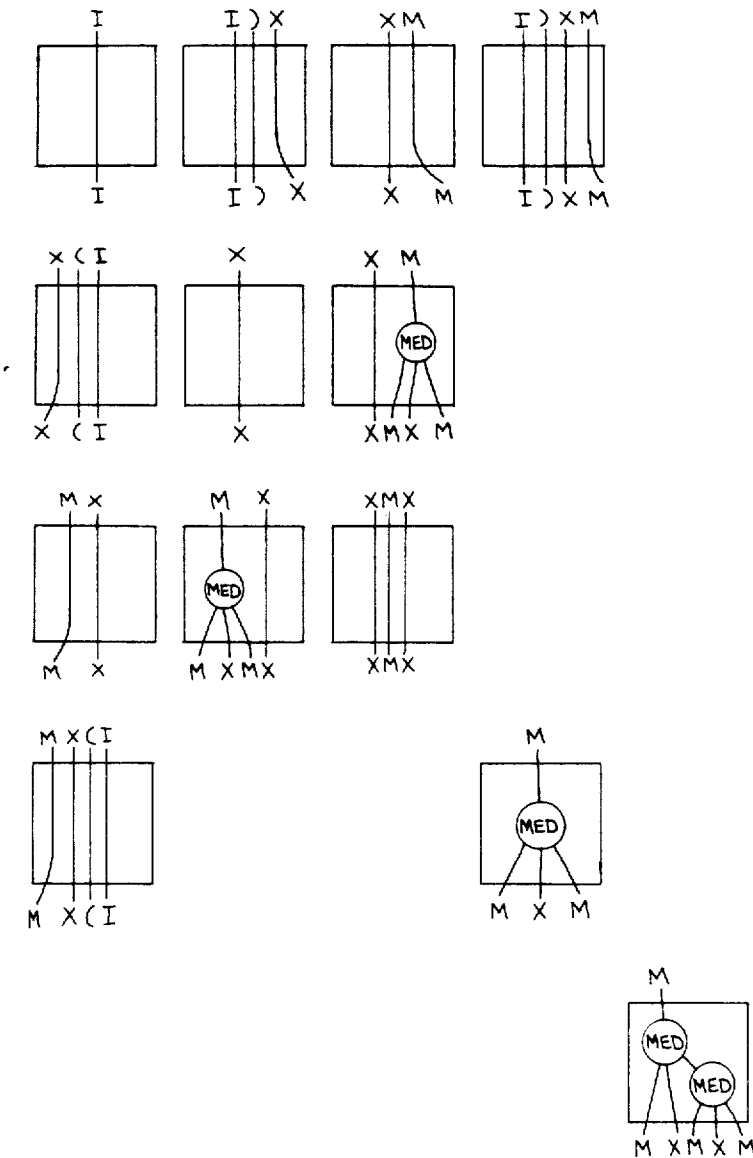 I I ) X X M I ) X M
I I ) X X M I ) X M
X ( I X X M
MED
X ( I X X M X M
M X M X X M X
MED
M X M X M X X M X
M X ( I M
MED
M X ( I M X M
M
MED
MED
M X M X M